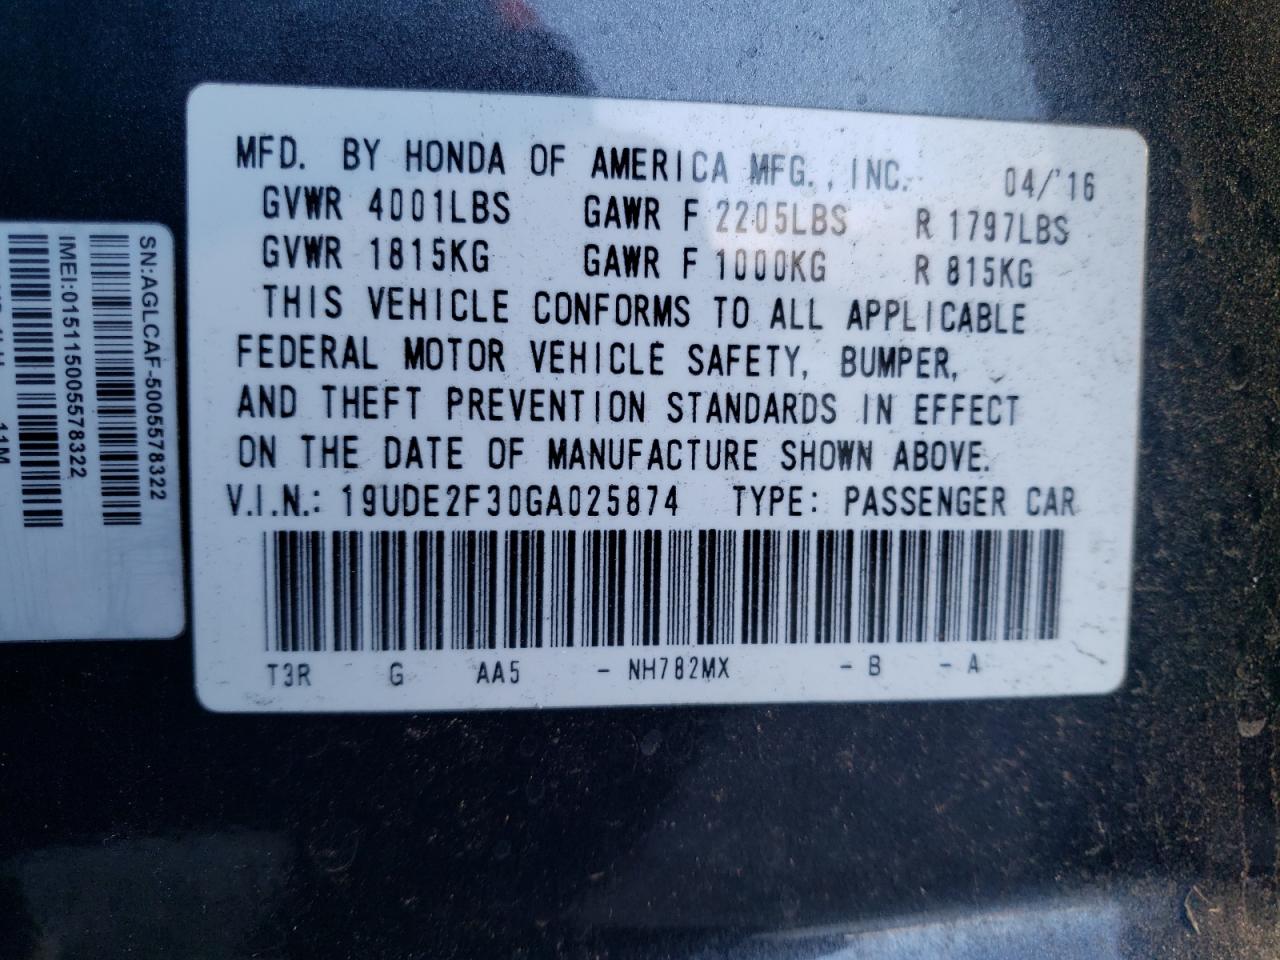 MFD. BY HONDA OF AMERICA MFG., INC. 04/'16
GVWR 4001LBS GAWR F 2205LBS R 1797LBS
GVWR 1815KG GAWR F 1000KG R 815KG
THIS VEHICLE CONFORMS TO ALL APPLICABLE
FEDERAL MOTOR VEHICLE SAFETY, BUMPER,
AND THEFT PREVENTION STANDARDS IN EFFECT
ON THE DATE OF MANUFACTURE SHOWN ABOVE.
V.I.N.: 19UDE2F30GA025874 TYPE: PASSENGER CAR
T3R G AA5 - NH782MX - B - A
SN:AGLCAF-5005578322
IMEI:015115005578322
11M